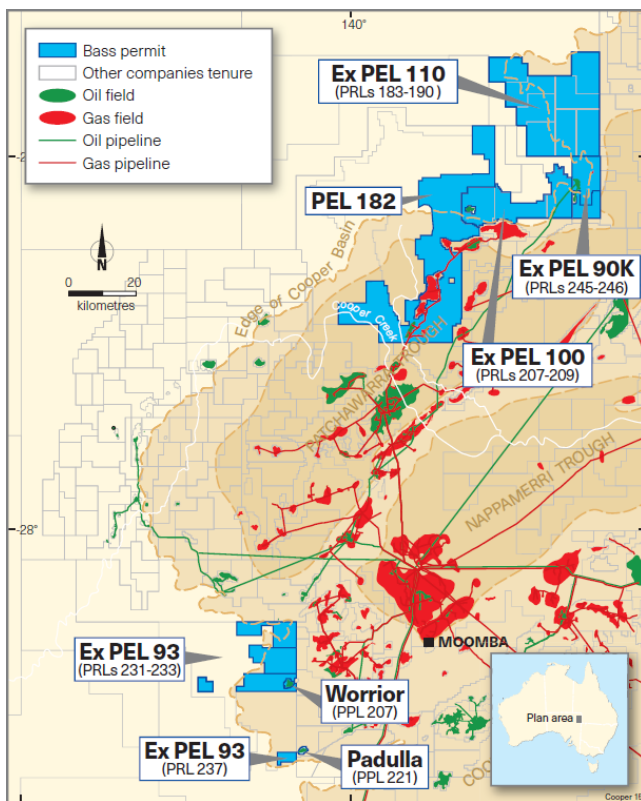 140°
Bass permit
Other companies tenure
Oil field
Gas field
Oil pipeline
Gas pipeline
Ex PEL 110
(PRLs 183-190)
PEL 182
N
0 20
kilometres
Edge of Cooper Basin
Ex PEL 90K
(PRLs 245-246)
Cooper Creek
Ex PEL 100
(PRLs 207-209)
PATCHAWARRA TROUGH
NAPPAMERRI TROUGH
-28°
MOOMBA
Ex PEL 93
(PRLs 231-233)
Worrior
(PPL 207)
Plan area
Ex PEL 93
(PRL 237)
Padulla
(PPL 221)